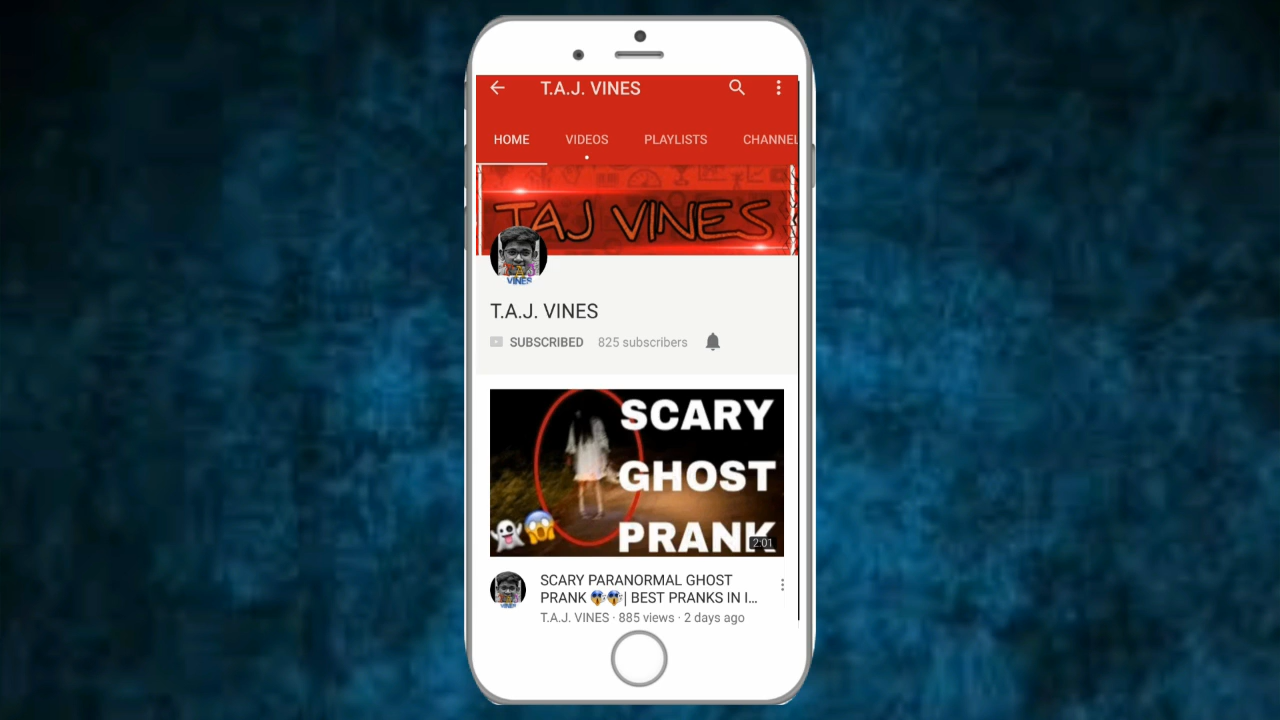 T.A.J. VINES
HOME VIDEOS PLAYLISTS CHANNEL
TAJ VINES
VINES
T.A.J. VINES
SUBSCRIBED 825 subscribers
SCARY
GHOST
PRANK
2:01
SCARY PARANORMAL GHOST
PRANK 😱😱| BEST PRANKS IN I...
T.A.J. VINES · 885 views · 2 days ago